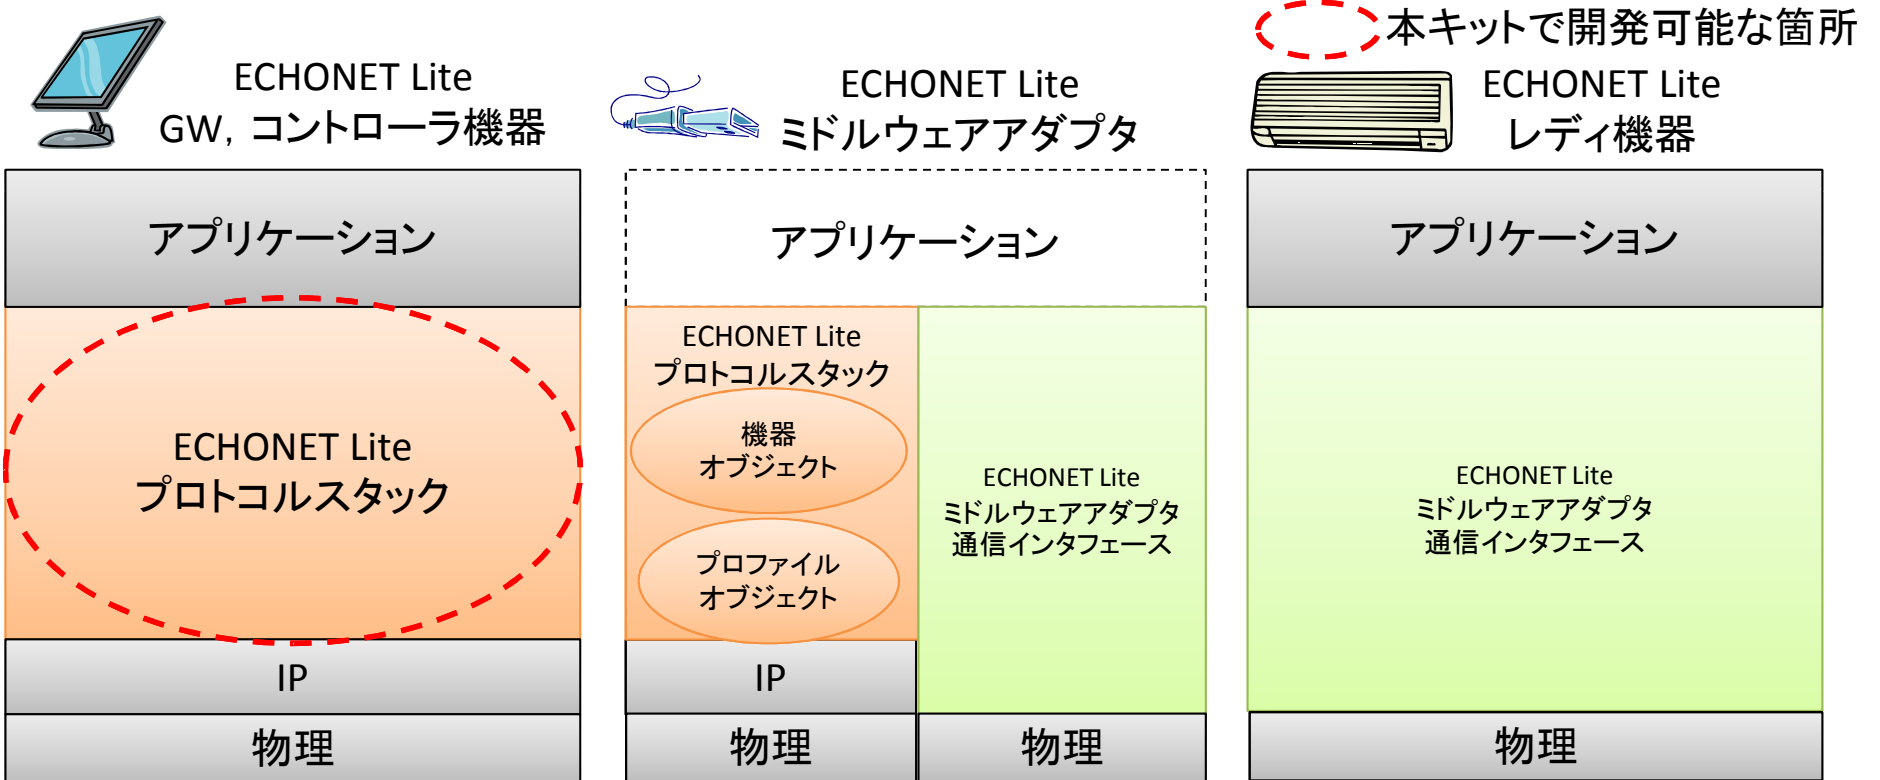 本キットで開発可能な箇所
ECHONET Lite
GW，コントローラ機器
ECHONET Lite
ミドルウェアアダプタ
ECHONET Lite
レディ機器
アプリケーション
ECHONET Lite
プロトコルスタック
IP
物理
アプリケーション
ECHONET Lite
プロトコルスタック
機器
オブジェクト
プロファイル
オブジェクト
IP
物理
ECHONET Lite
ミドルウェアアダプタ
通信インタフェース
物理
アプリケーション
ECHONET Lite
ミドルウェアアダプタ
通信インタフェース
物理